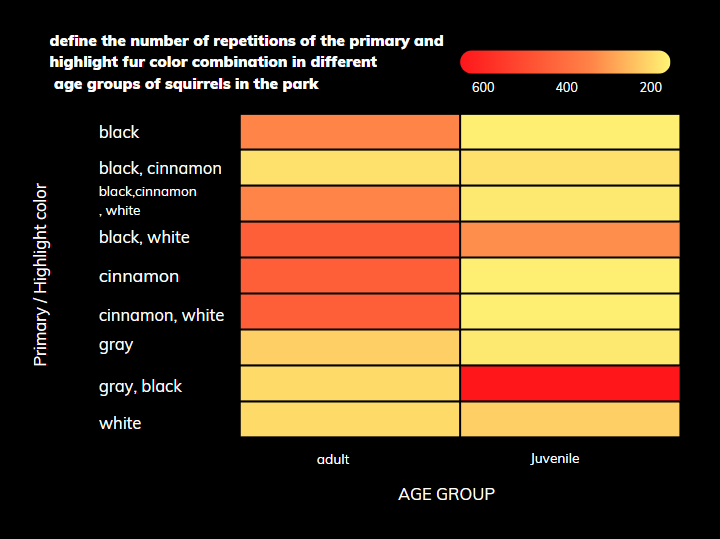 define the number of repetitions of the primary and
highlight fur color combination in different
age groups of squirrels in the park
600 400 200
black
black, cinnamon
black,cinnamon
, white
black, white
cinnamon
cinnamon, white
gray
gray, black
white
Primary / Highlight color
adult Juvenile
AGE GROUP